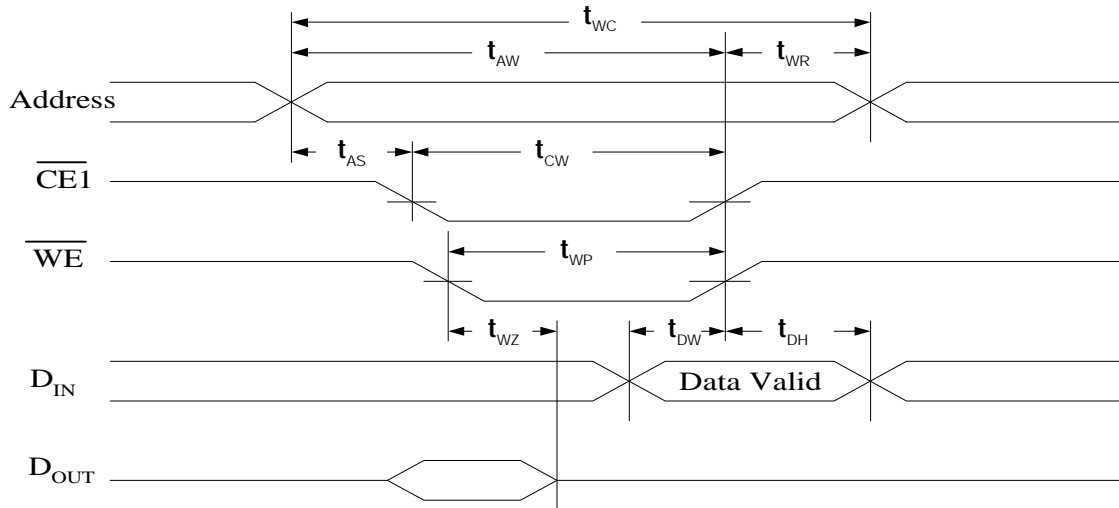 tWC
tAW tWR
Address
tAS tCW
CE1
WE
tWP
tWZ tDW tDH
DIN Data Valid
DOUT